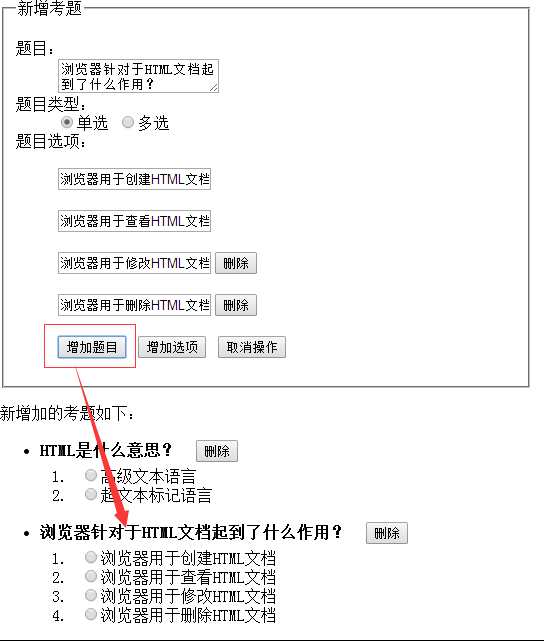 新增考题
题目：
浏览器针对于HTML文档起
到了什么作用？
题目类型：
单选 多选
题目选项：
浏览器用于创建HTML文档
浏览器用于查看HTML文档
浏览器用于修改HTML文档 删除
浏览器用于删除HTML文档 删除
增加题目 增加选项 取消操作
新增加的考题如下：
• HTML是什么意思？ 删除
1. 高级文本语言
2. 超文本标记语言
• 浏览器针对于HTML文档起到了什么作用？ 删除
1. 浏览器用于创建HTML文档
2. 浏览器用于查看HTML文档
3. 浏览器用于修改HTML文档
4. 浏览器用于删除HTML文档